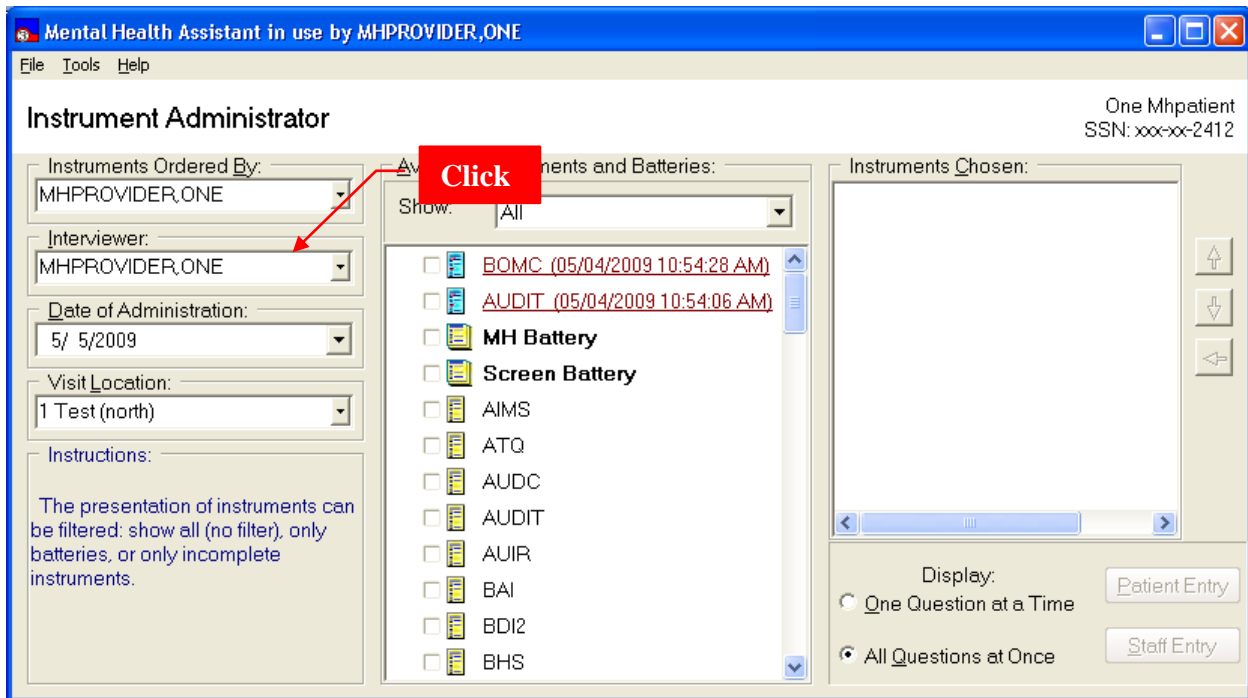 Mental Health Assistant in use by MHPROVIDER,ONE
File Tools Help
Instrument Administrator
One Mhpatient
SSN: xxx-xx-2412
Instruments Ordered By:
MHPROVIDER,ONE
Interviewer:
MHPROVIDER,ONE
Date of Administration:
5/ 5/2009
Visit Location:
1 Test (north)
Instructions:
The presentation of instruments can
be filtered: show all (no filter), only
batteries, or only incomplete
instruments.
Click
and Batteries:
Show:
All
BOMC (05/04/2009 10:54:28 AM)
AUDIT (05/04/2009 10:54:06 AM)
MH Battery
Screen Battery
AIMS
ATQ
AUDC
AUDIT
AUIR
BAI
BDI2
BHS
Instruments Chosen:
Display:
One Question at a Time
All Questions at Once
Patient Entry
Staff Entry